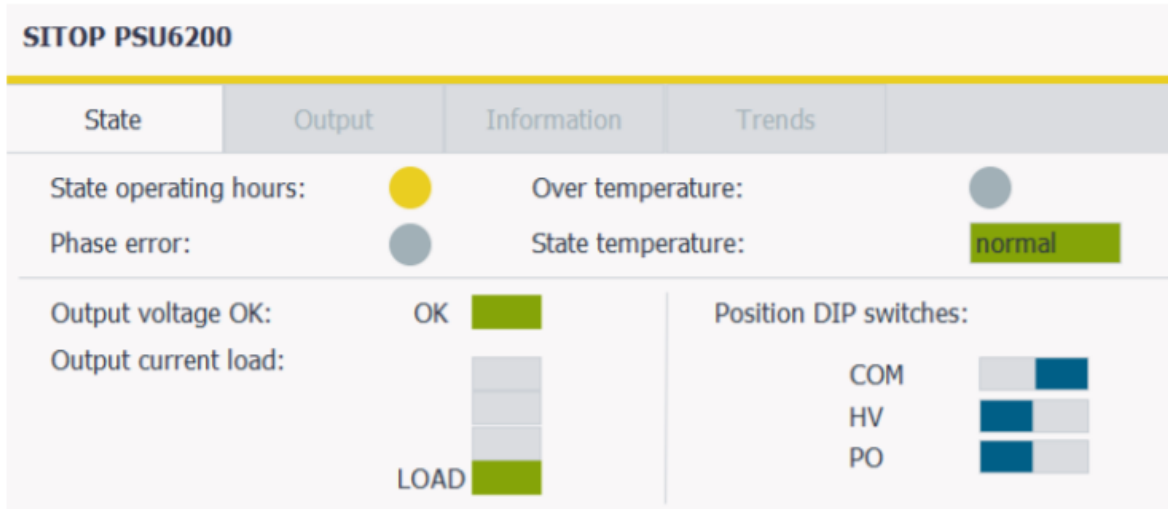 SITOP PSU6200
State Output Information Trends
State operating hours: Over temperature:
Phase error: State temperature: normal
Output voltage OK: OK Position DIP switches:
Output current load:
COM
HV
PO
LOAD